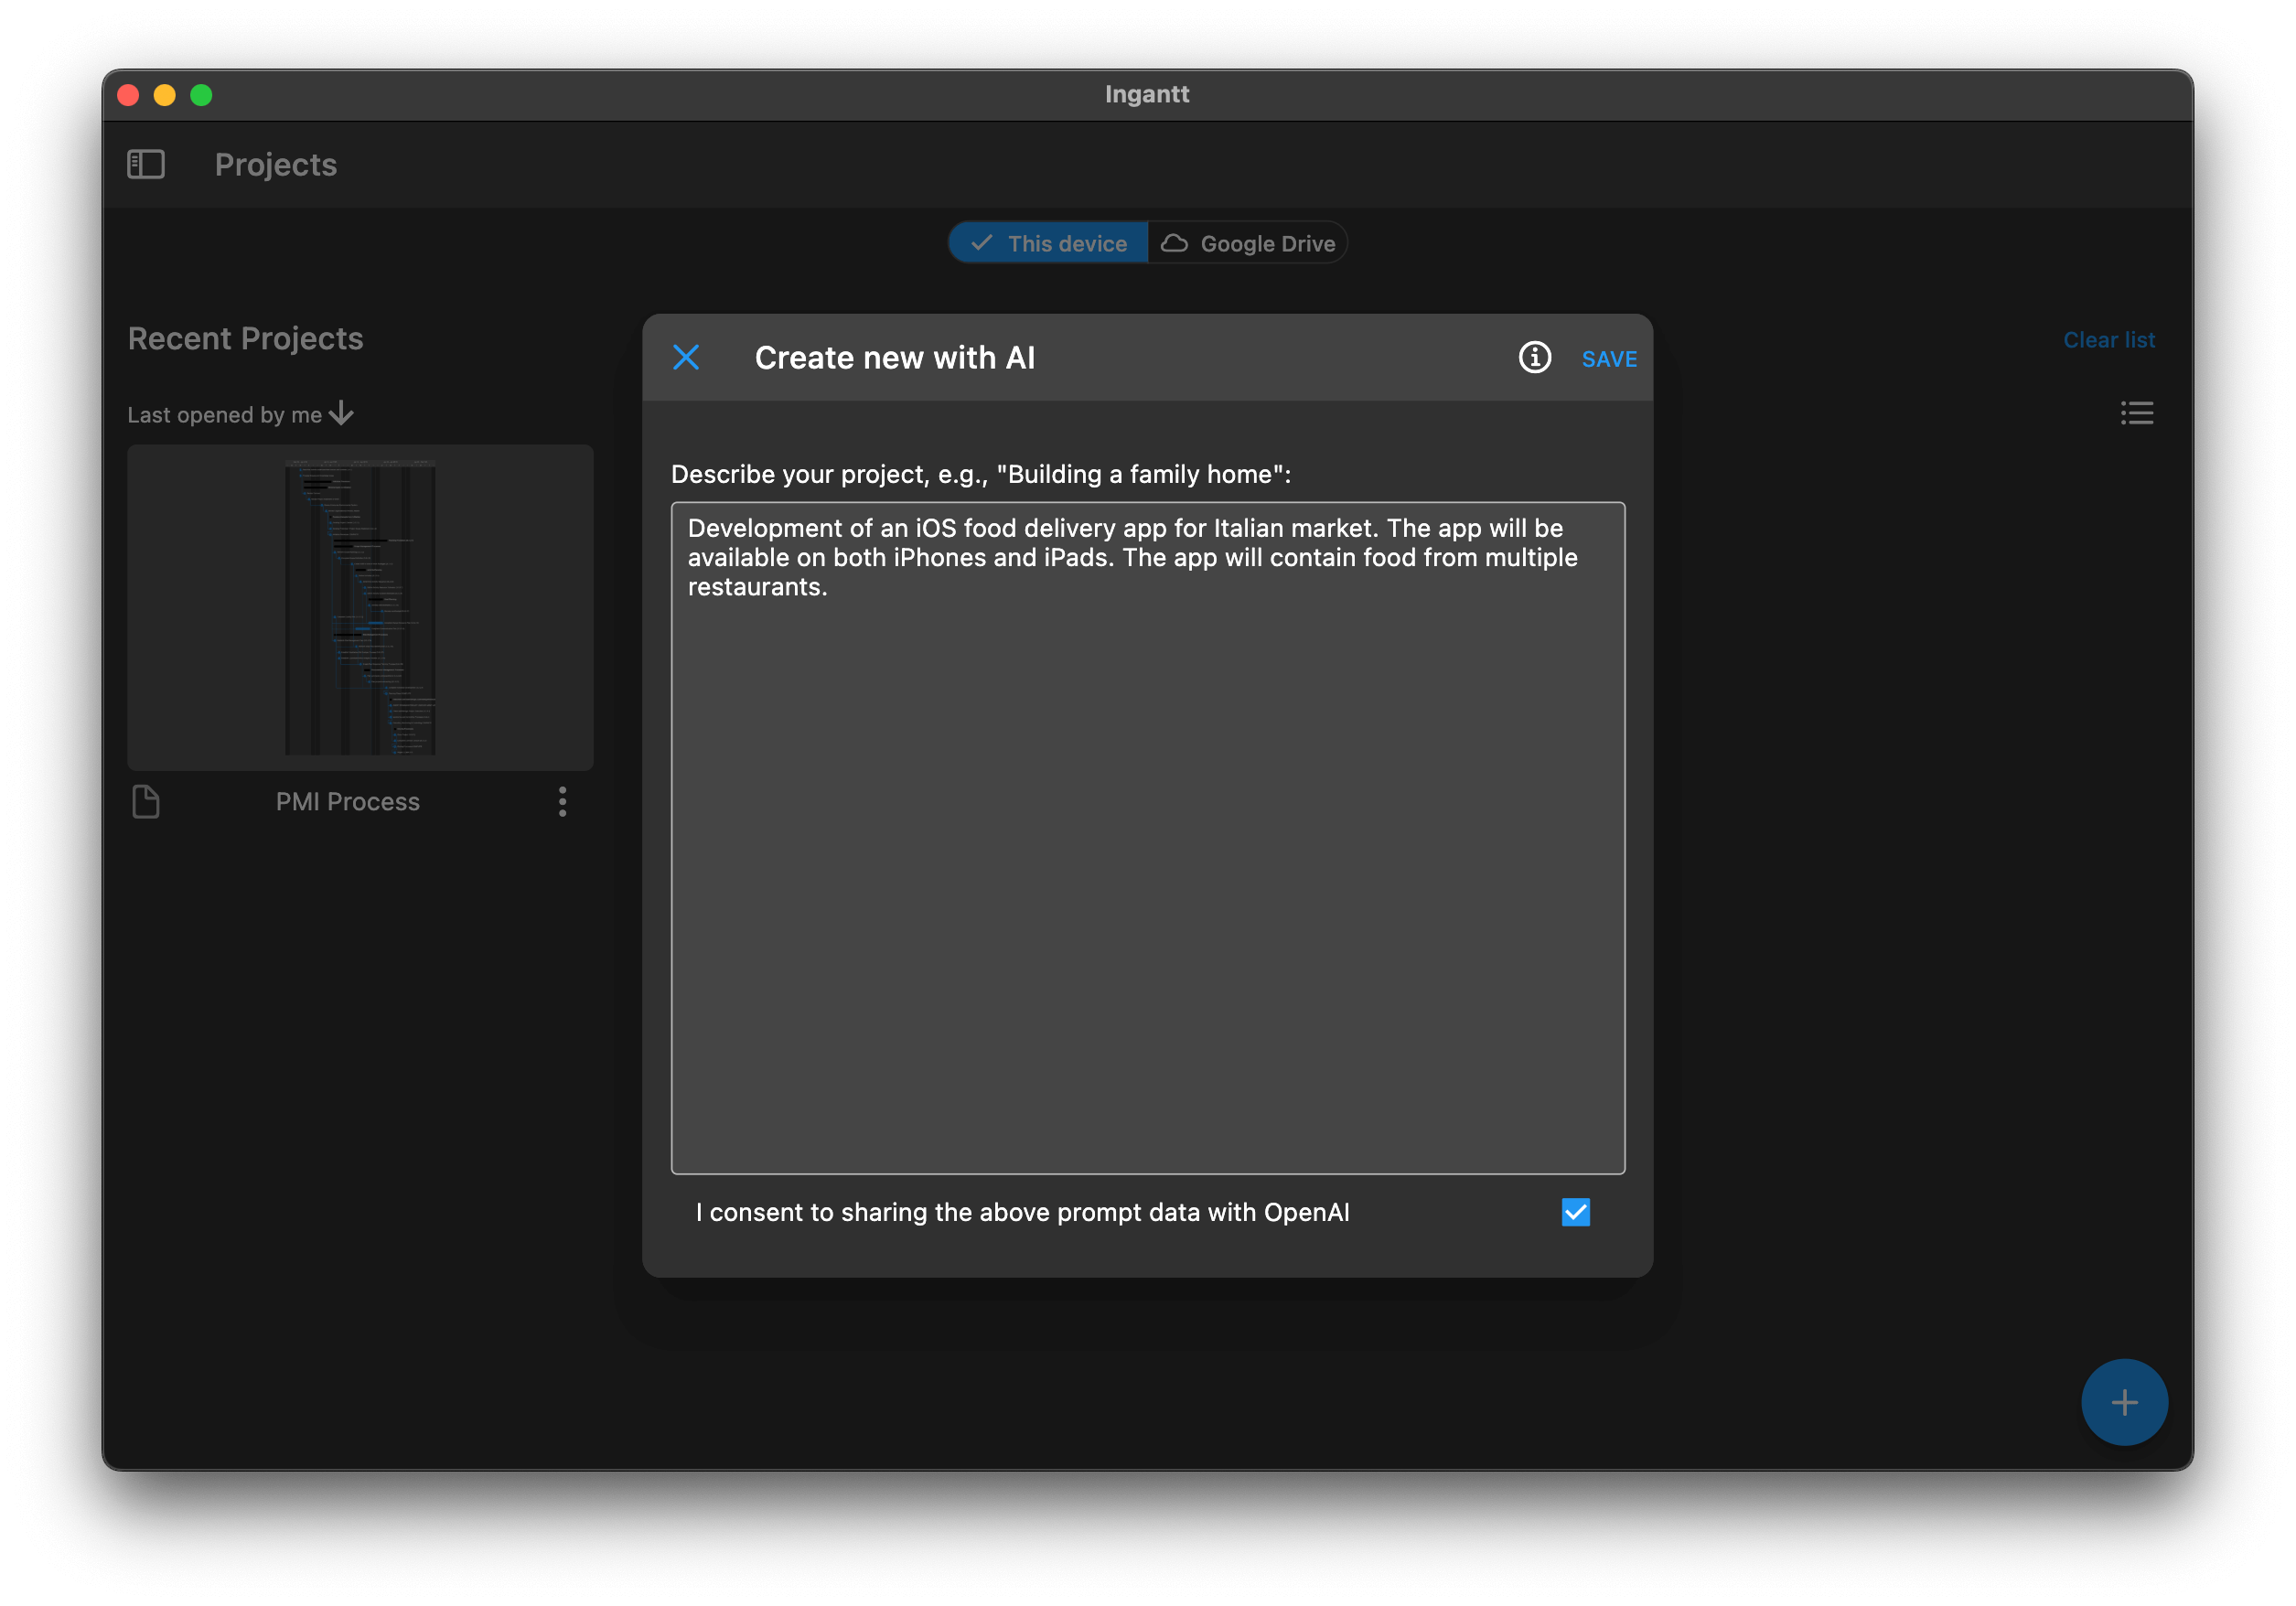 Ingantt
Projects
This device
Google Drive
Recent Projects
Clear list
Last opened by me
PMI Process
Create new with AI
SAVE
Describe your project, e.g., "Building a family home":
Development of an iOS food delivery app for Italian market. The app will be
available on both iPhones and iPads. The app will contain food from multiple
restaurants.
I consent to sharing the above prompt data with OpenAI